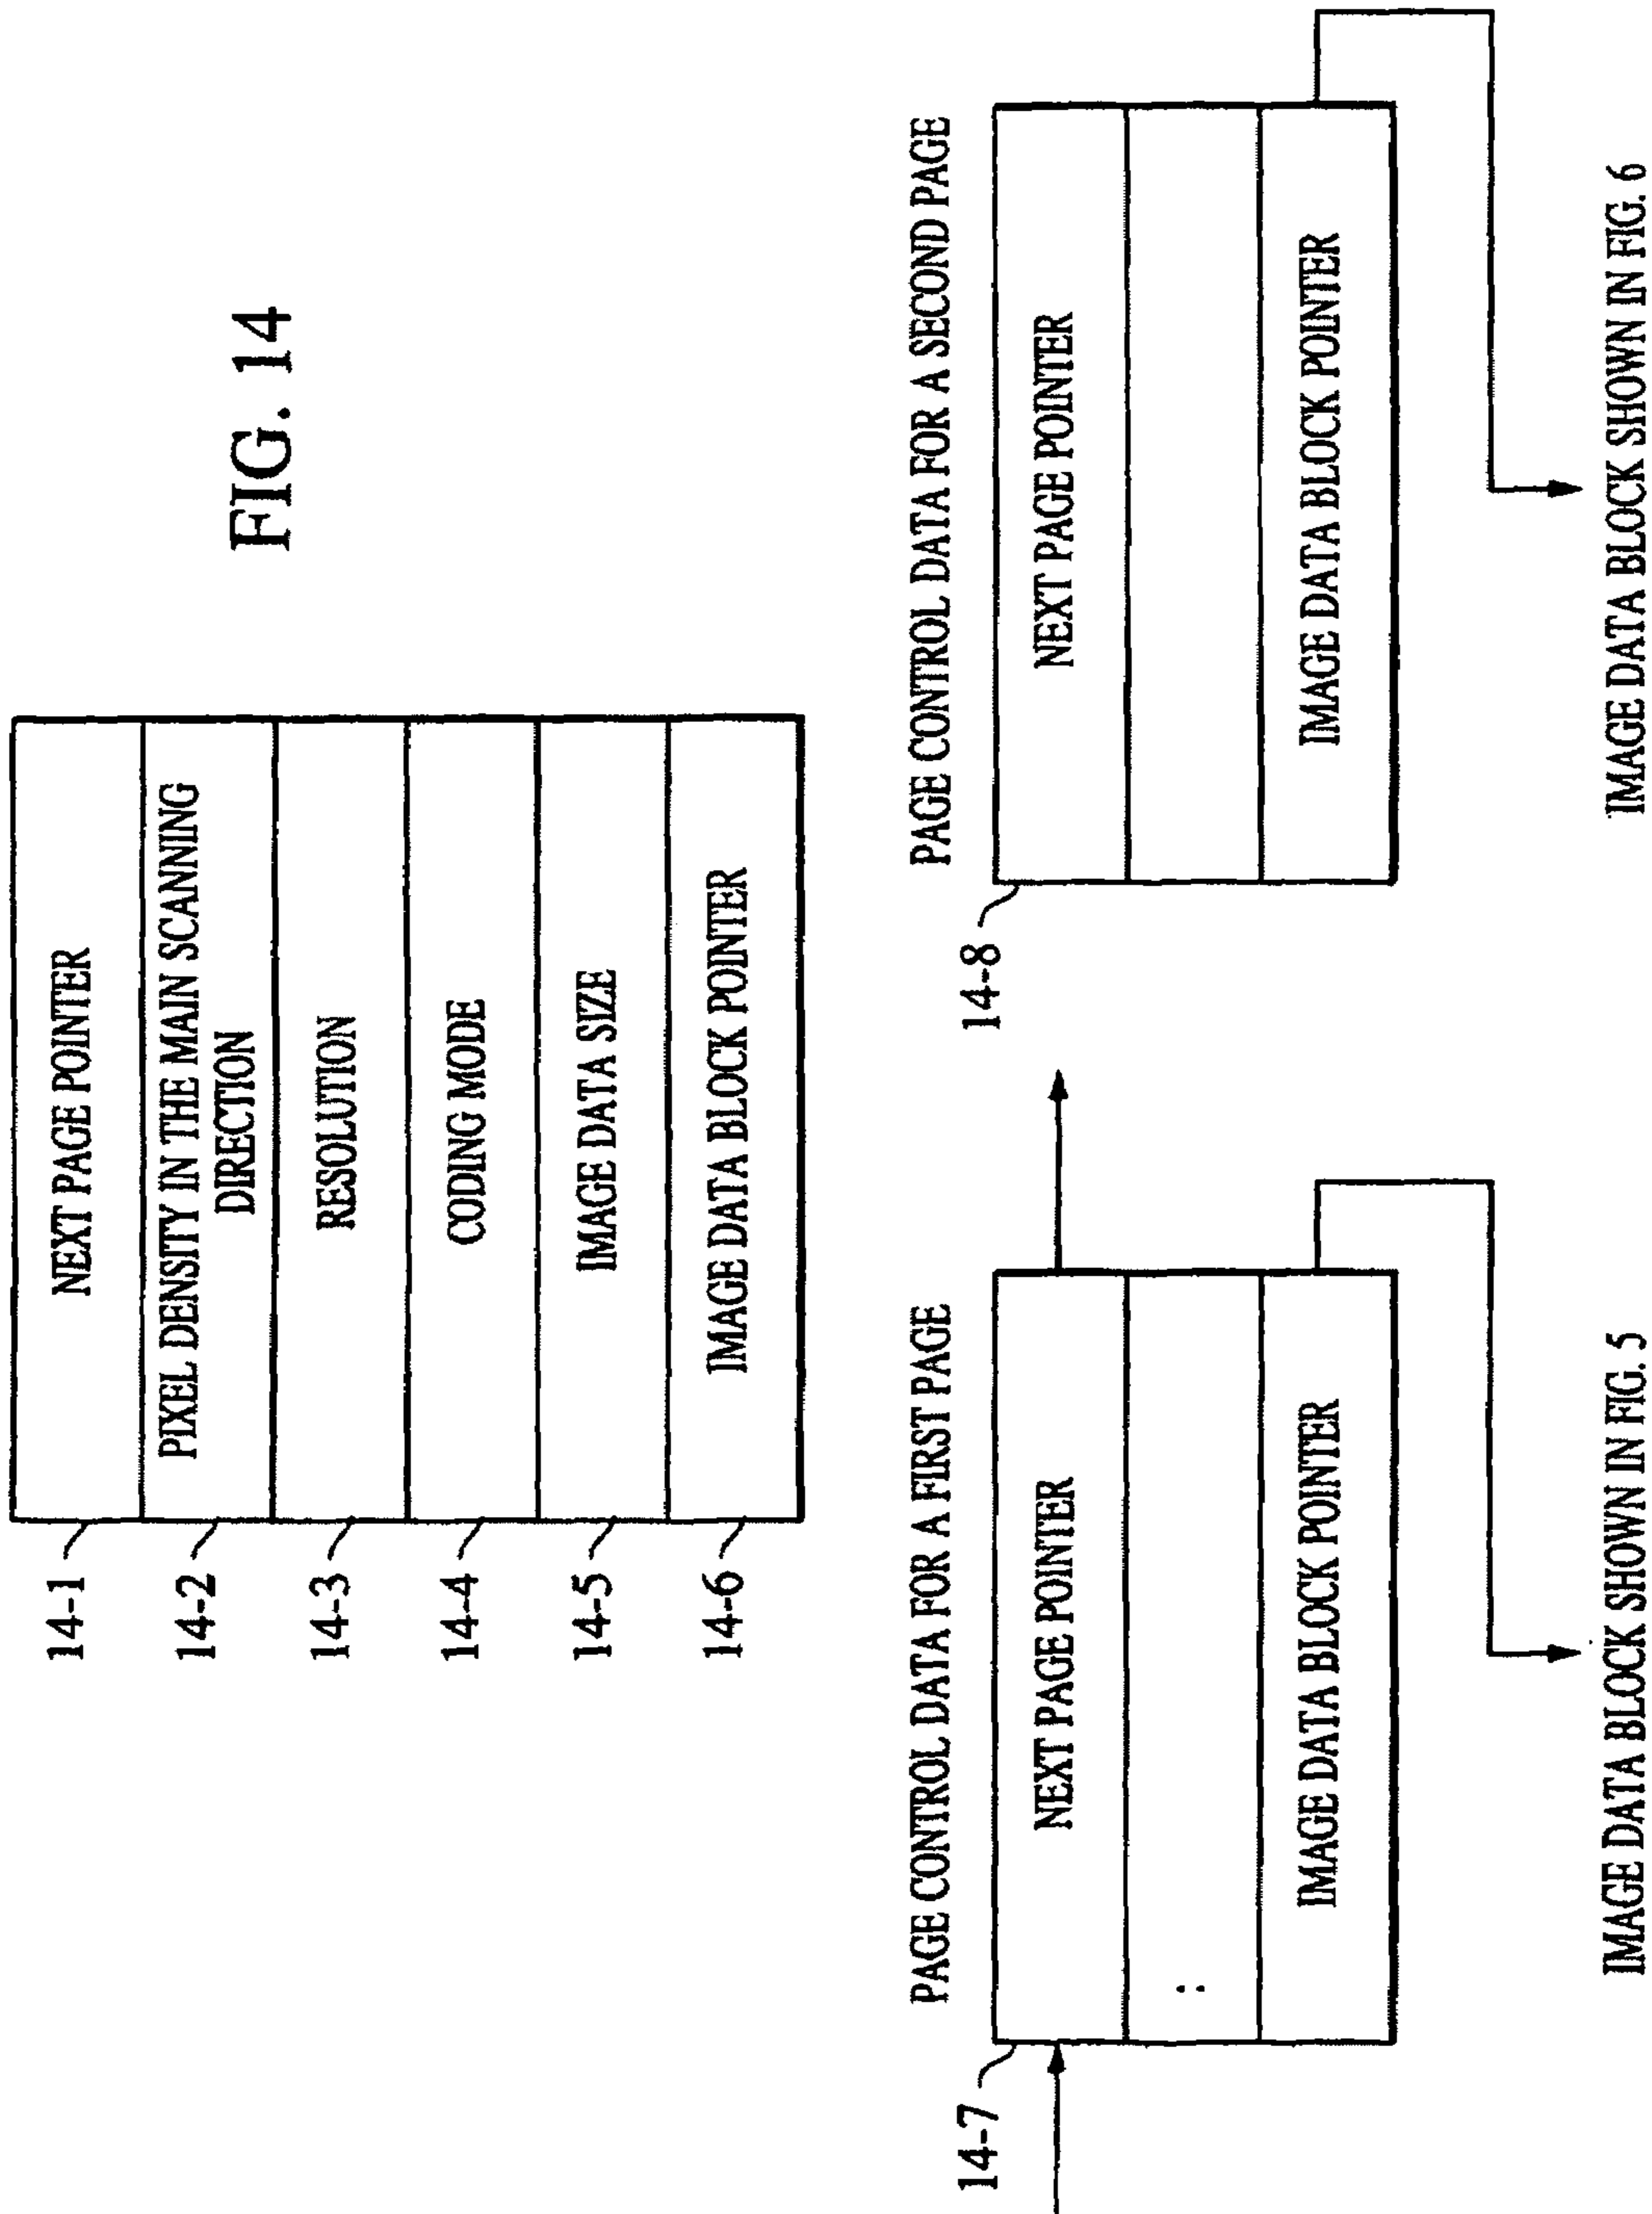 FIG. 14
14-1
NEXT PAGE POINTER
14-2
PIXEL DENSITY IN THE MAIN SCANNING
DIRECTION
14-3
RESOLUTION
14-4
CODING MODE
14-5
IMAGE DATA SIZE
14-6
IMAGE DATA BLOCK POINTER
PAGE CONTROL DATA FOR A FIRST PAGE
14-7
NEXT PAGE POINTER
:
IMAGE DATA BLOCK POINTER
IMAGE DATA BLOCK SHOWN IN FIG. 5
PAGE CONTROL DATA FOR A SECOND PAGE
14-8
NEXT PAGE POINTER
IMAGE DATA BLOCK POINTER
IMAGE DATA BLOCK SHOWN IN FIG. 6